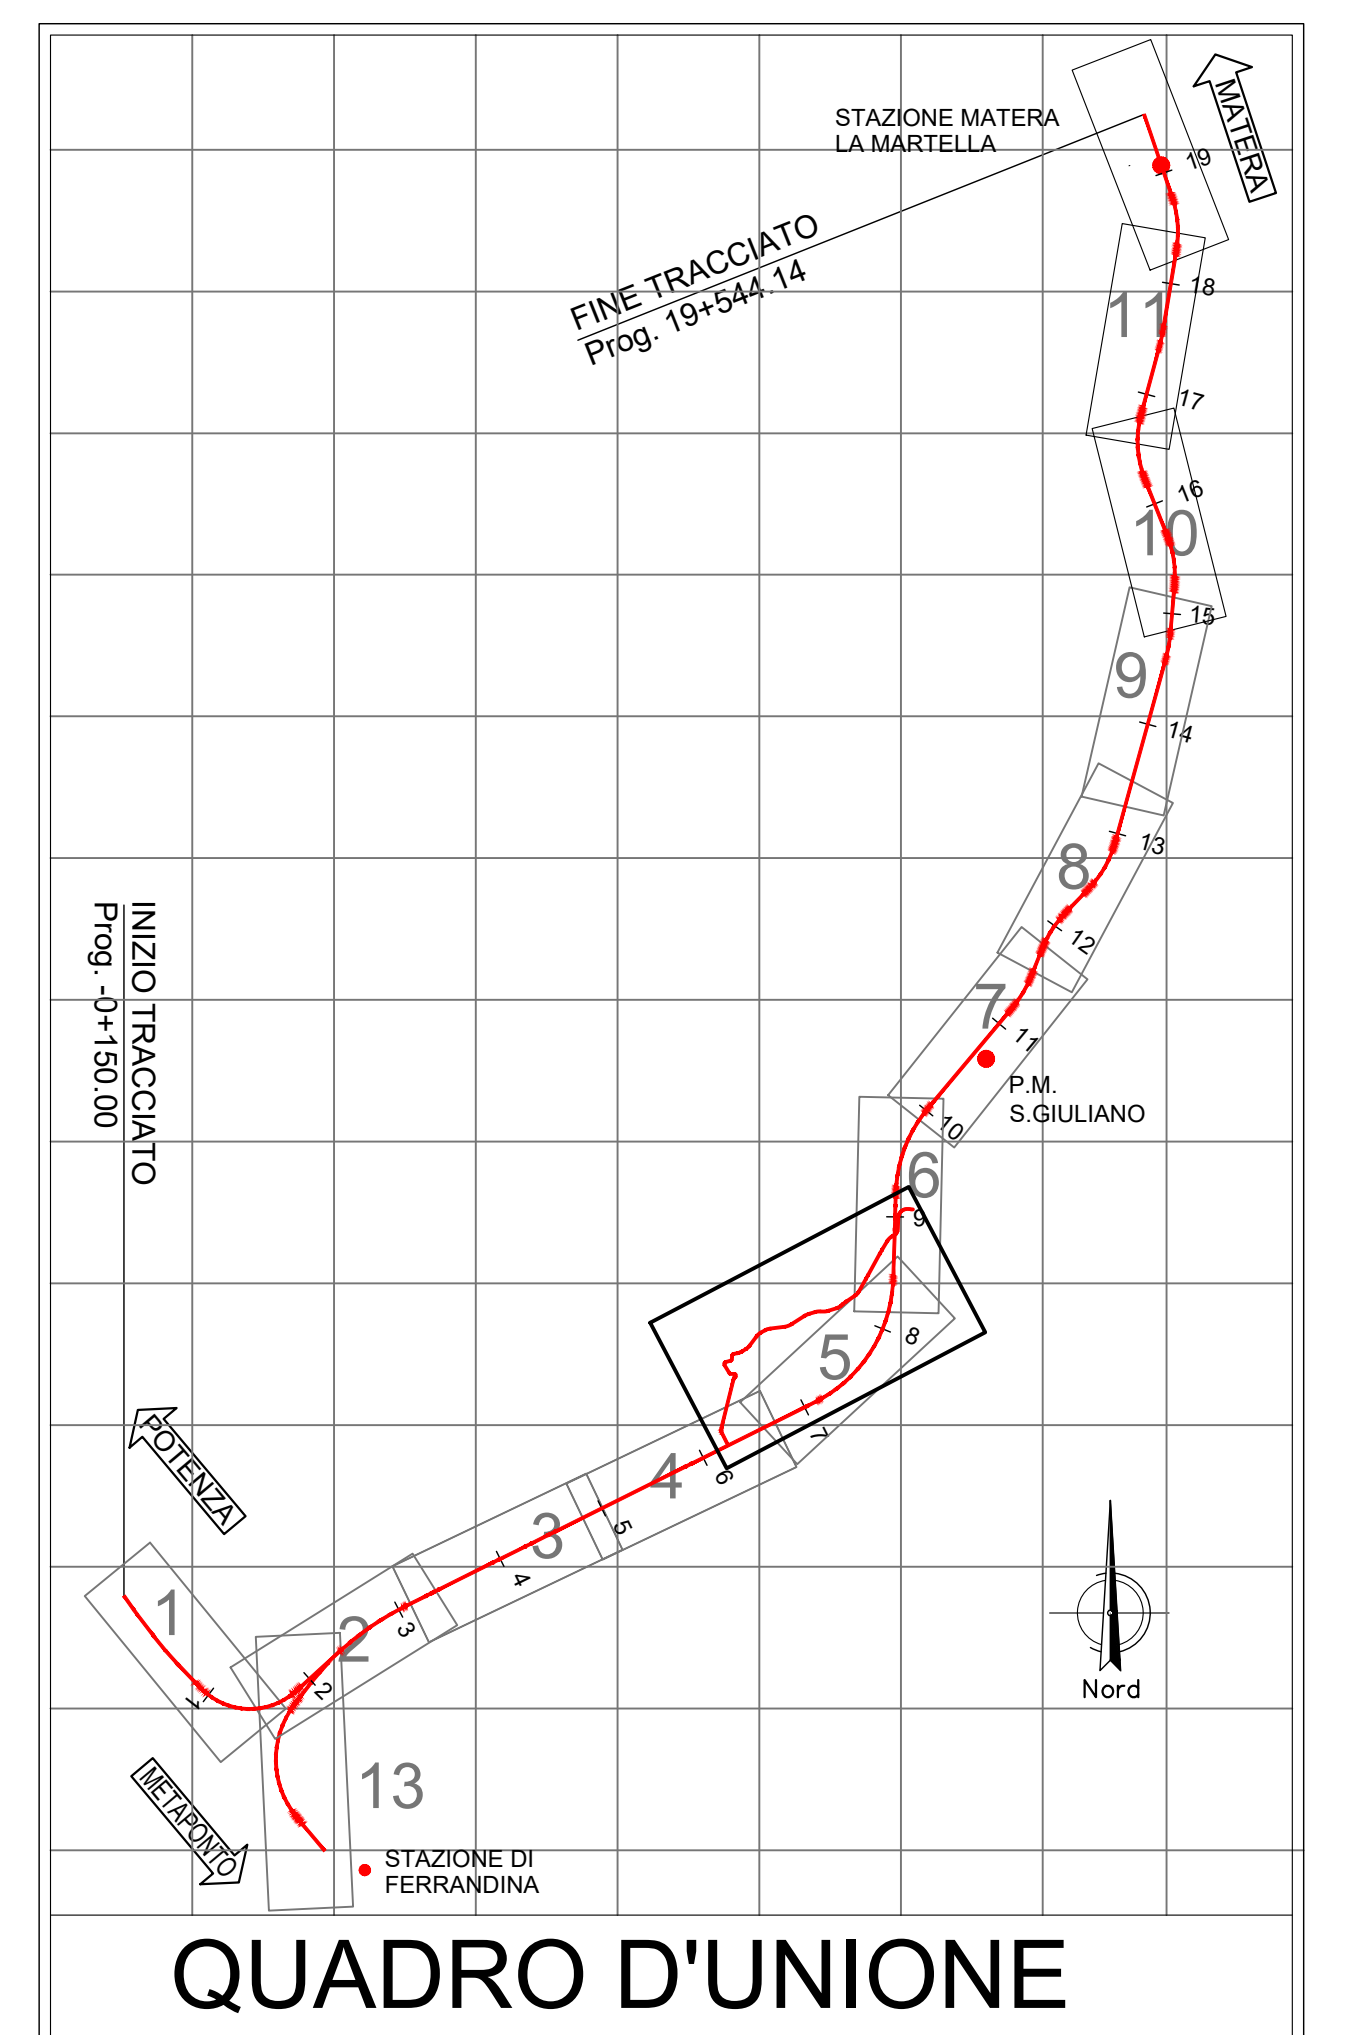 MATERA
STAZIONE MATERA
LA MARTELLA
19
FINE TRACCIATO
Prog. 19+544.14
18
11
17
16
10
15
9
14
13
8
12
INIZIO TRACCIATO
Prog. -0+150.00
7
11
P.M.
S.GIULIANO
10
6
9
8
5
7
POTENZA
4
6
3
5
4
1
2
3
2
1
Nord
METAPONTO
13
STAZIONE DI
FERRANDINA
QUADRO D'UNIONE